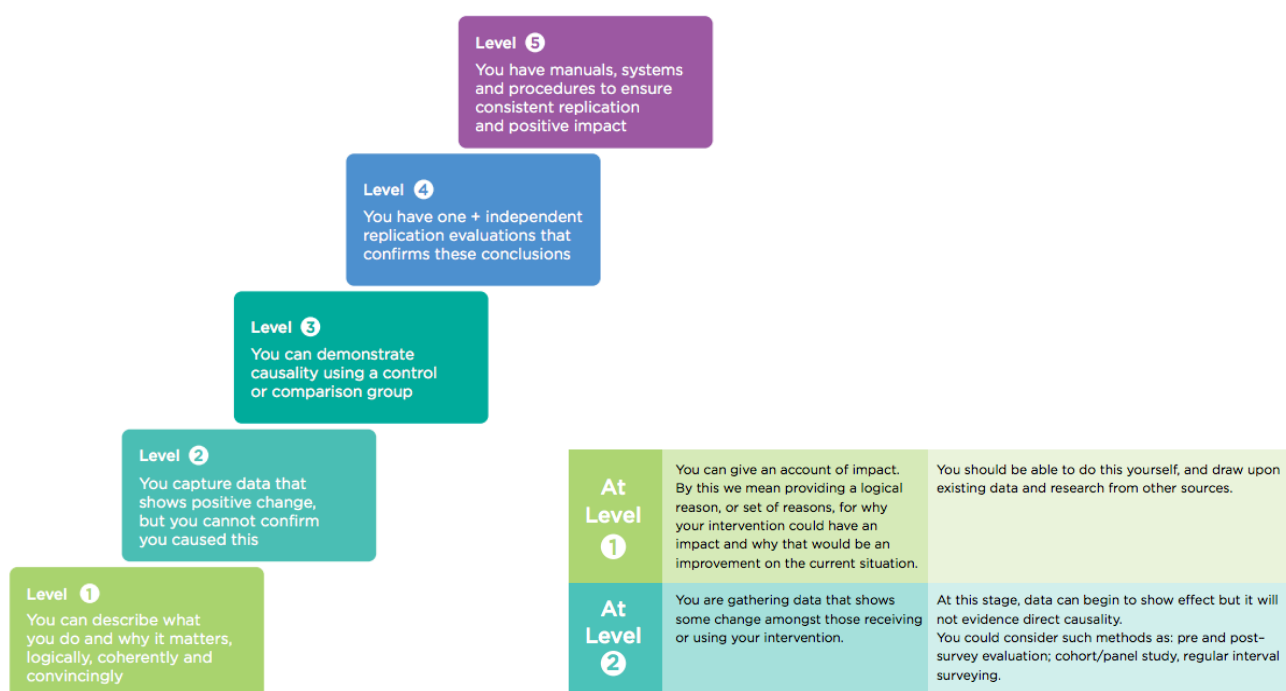 Level 5
You have manuals, systems
and procedures to ensure
consistent replication
and positive impact
Level 4
You have one + independent
replication evaluations that
confirms these conclusions
Level 3
You can demonstrate
causality using a control
or comparison group
Level 2
You capture data that
shows positive change,
but you cannot confirm
you caused this
Level 1
You can describe what
you do and why it matters,
logically, coherently and
convincingly
At
Level
1
You can give an account of impact.
By this we mean providing a logical
reason, or set of reasons, for why
your intervention could have an
impact and why that would be an
improvement on the current situation.
You should be able to do this yourself, and draw upon
existing data and research from other sources.
At
Level
2
You are gathering data that shows
some change amongst those receiving
or using your intervention.
At this stage, data can begin to show effect but it will
not evidence direct causality.
You could consider such methods as: pre and post–
survey evaluation; cohort/panel study, regular interval
surveying.